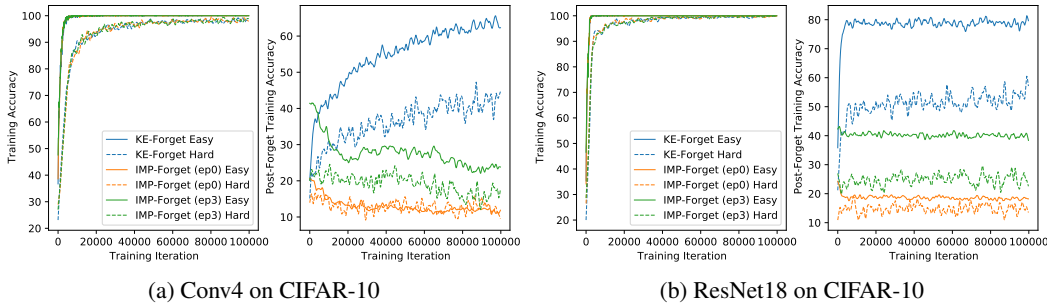 Training Accuracy
100
90
80
70
60
50
40
30
20
KE-Forget Easy
KE-Forget Hard
IMP-Forget (ep0) Easy
IMP-Forget (ep0) Hard
IMP-Forget (ep3) Easy
IMP-Forget (ep3) Hard
0 20000 40000 60000 80000 100000
Training Iteration
Post-Forget Training Accuracy
60
50
40
30
20
10
0 20000 40000 60000 80000 100000
Training Iteration
(a) Conv4 on CIFAR-10
Training Accuracy
100
90
80
70
60
50
40
30
20
KE-Forget Easy
KE-Forget Hard
IMP-Forget (ep0) Easy
IMP-Forget (ep0) Hard
IMP-Forget (ep3) Easy
IMP-Forget (ep3) Hard
0 20000 40000 60000 80000 100000
Training Iteration
Post-Forget Training Accuracy
80
70
60
50
40
30
20
10
0 20000 40000 60000 80000 100000
Training Iteration
(b) ResNet18 on CIFAR-10